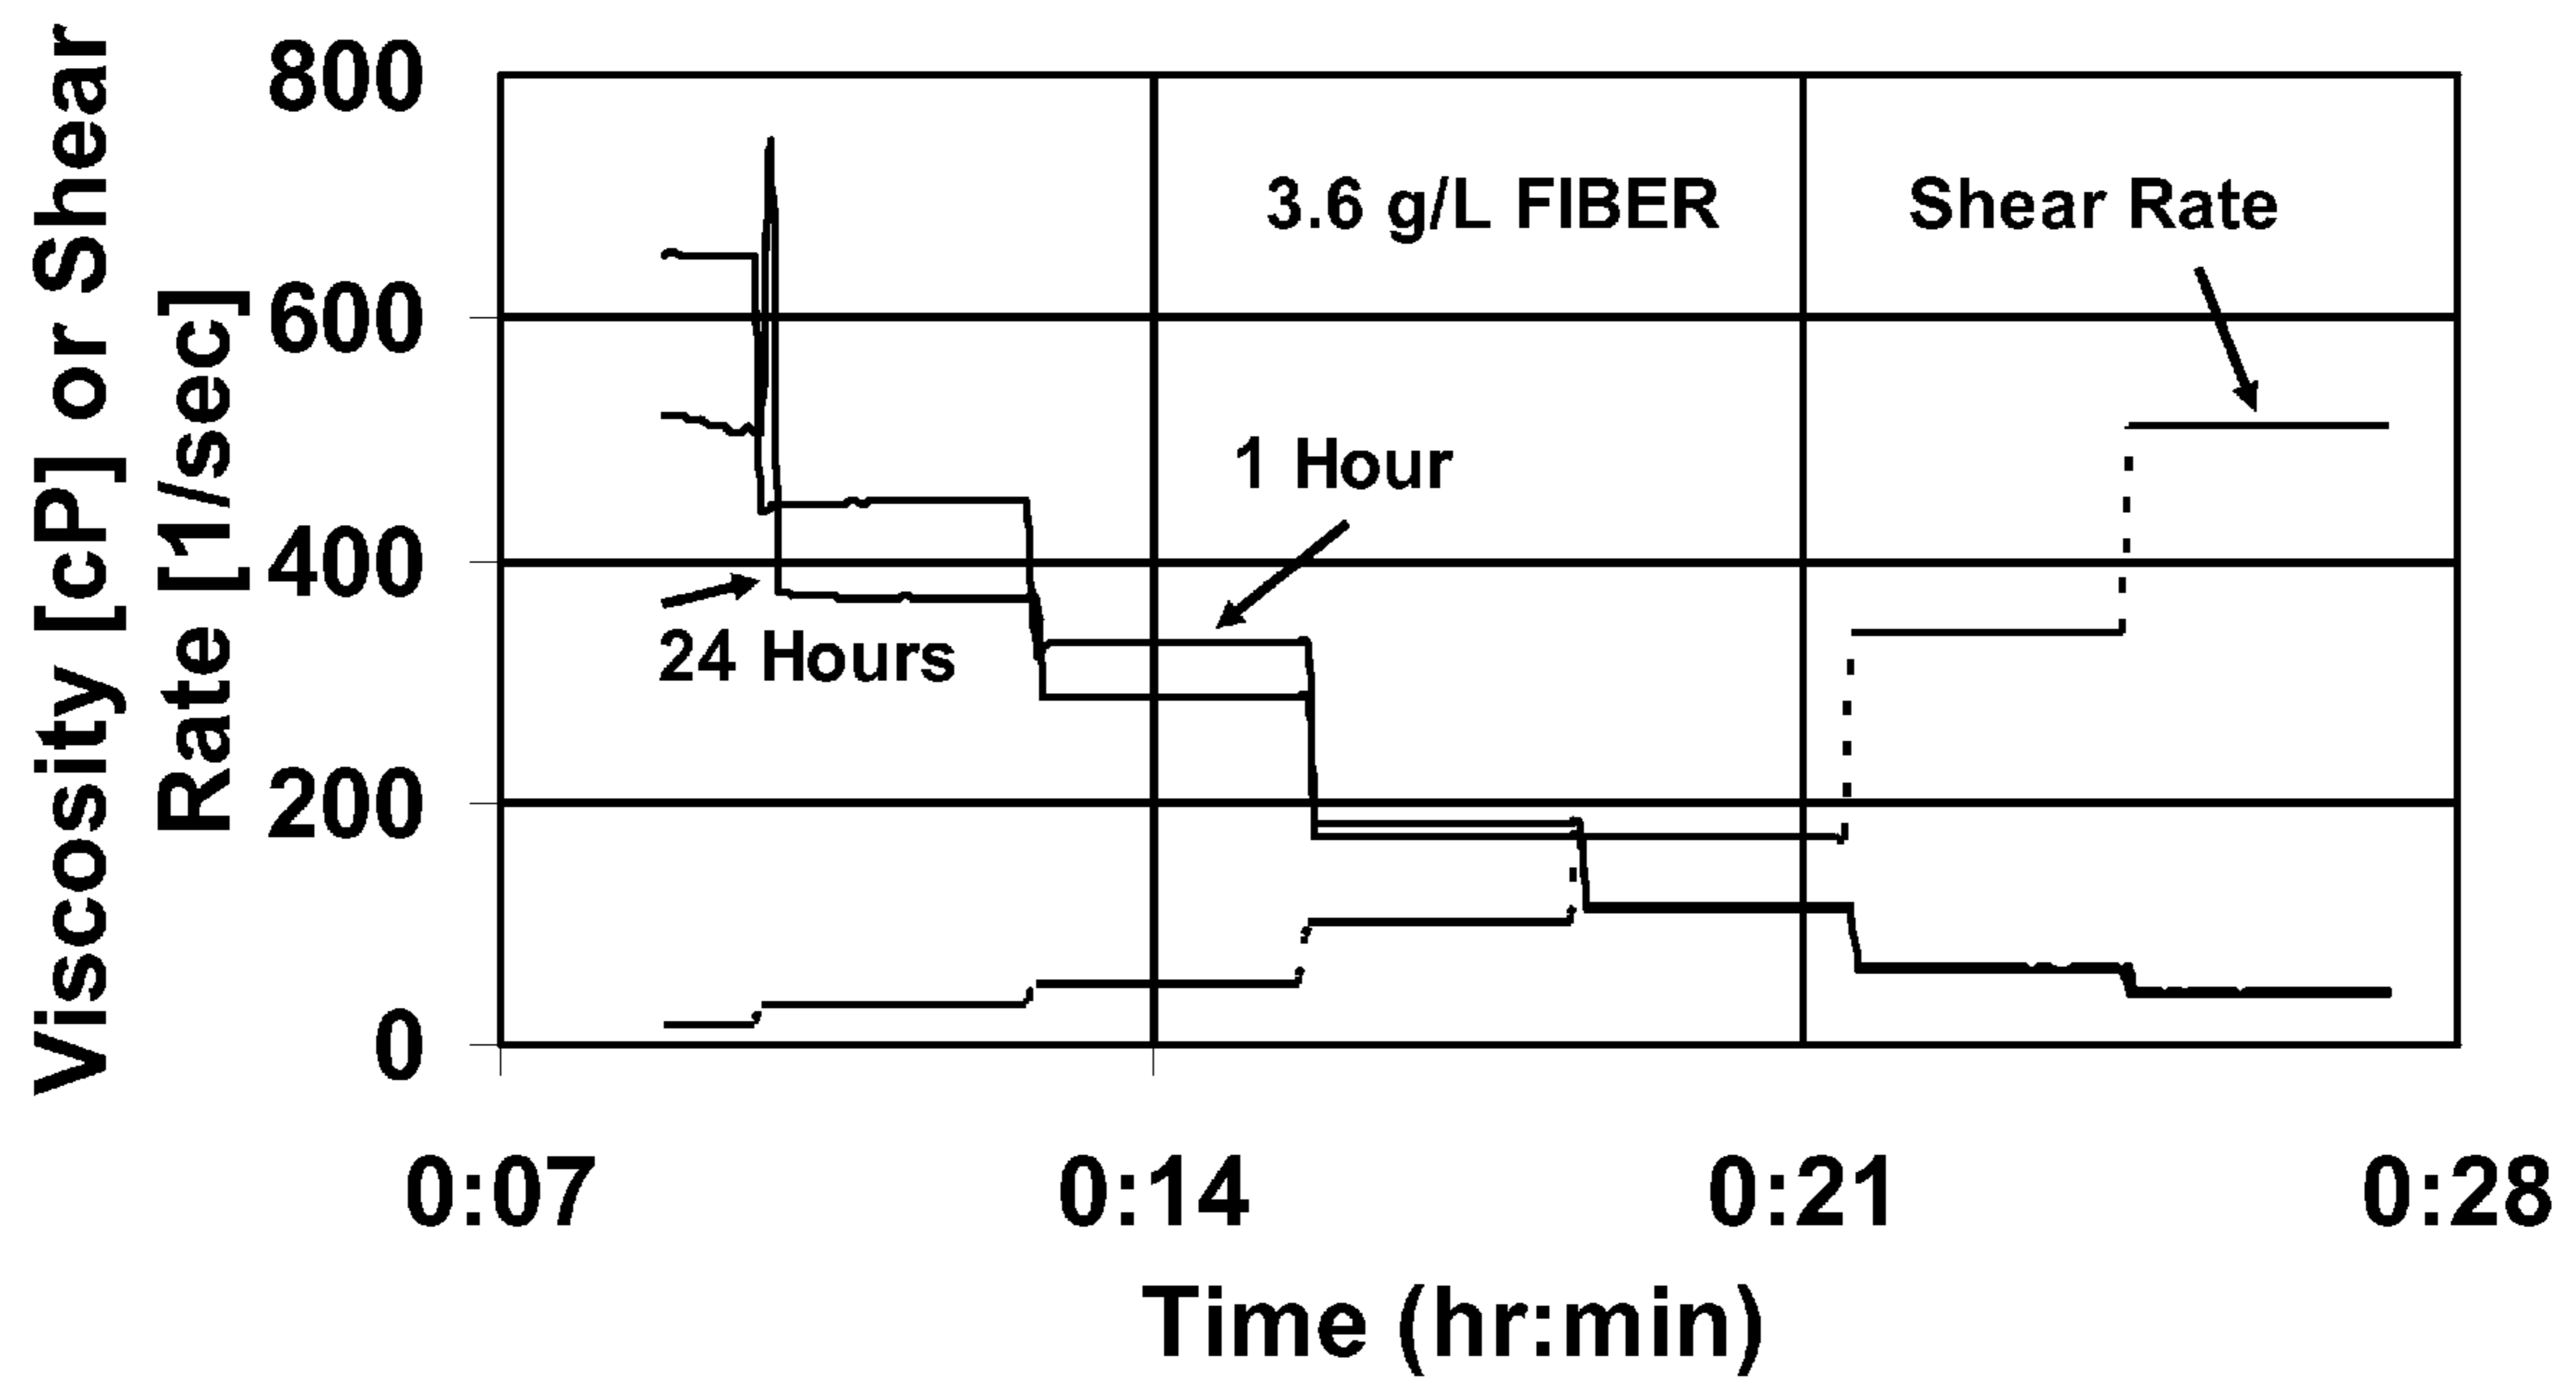 Viscosity [cP] or Shear
Rate [1/sec]
800
600
400
200
0
3.6 g/L FIBER
Shear Rate
1 Hour
24 Hours
0:07
0:14
0:21
0:28
Time (hr:min)